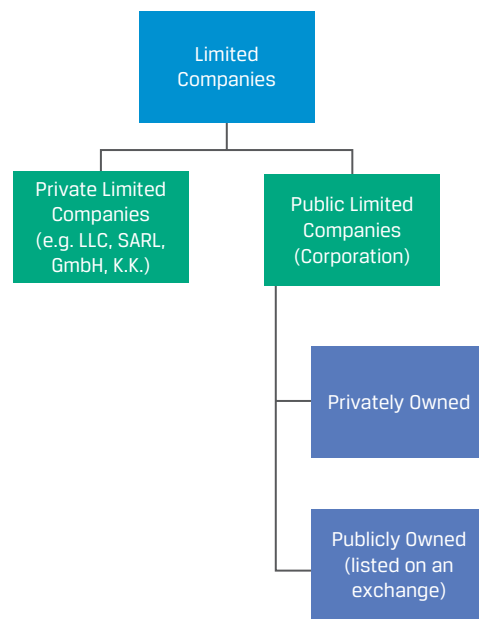 Limited
Companies
Private Limited
Companies
(e.g. LLC, SARL,
GmbH, K.K.)
Public Limited
Companies
(Corporation)
Privately Owned
Publicly Owned
(listed on an
exchange)